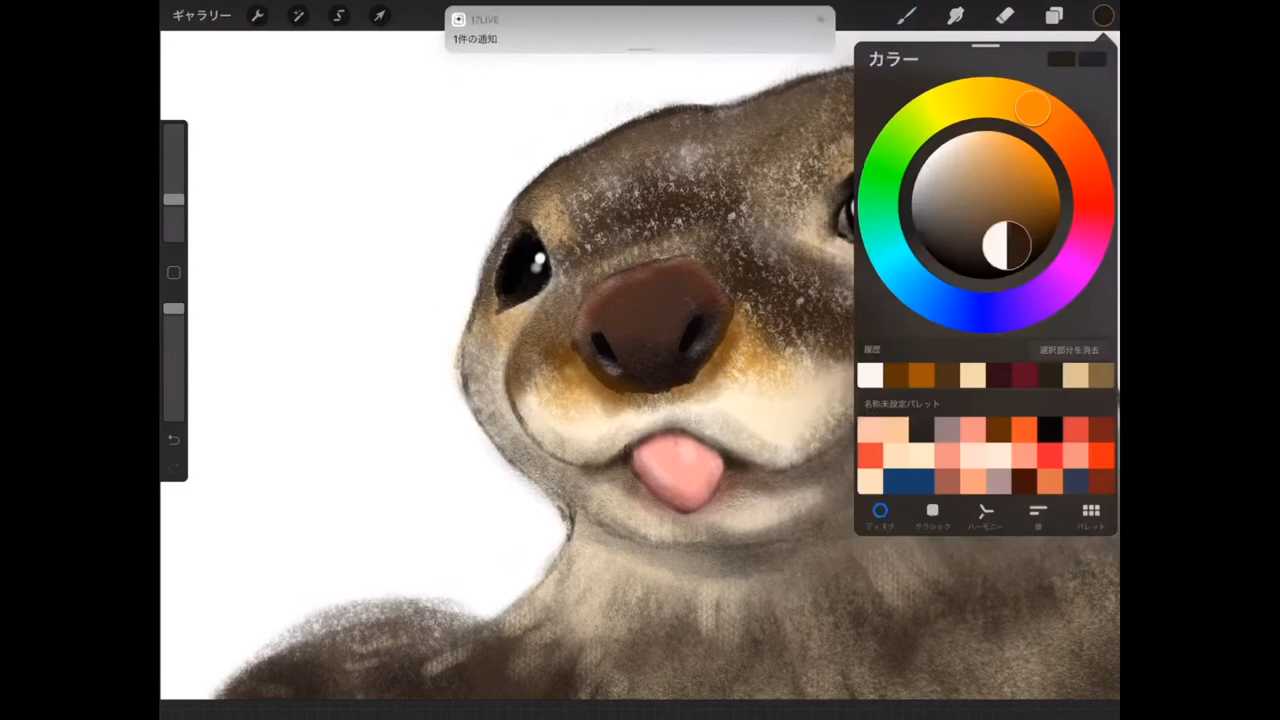 ギャラリー
17LIVE
1件の通知
カラー
履歴
選択部分を消去
名称未設定パレット
ディスク
クラシック
ハーモニー
値
パレット